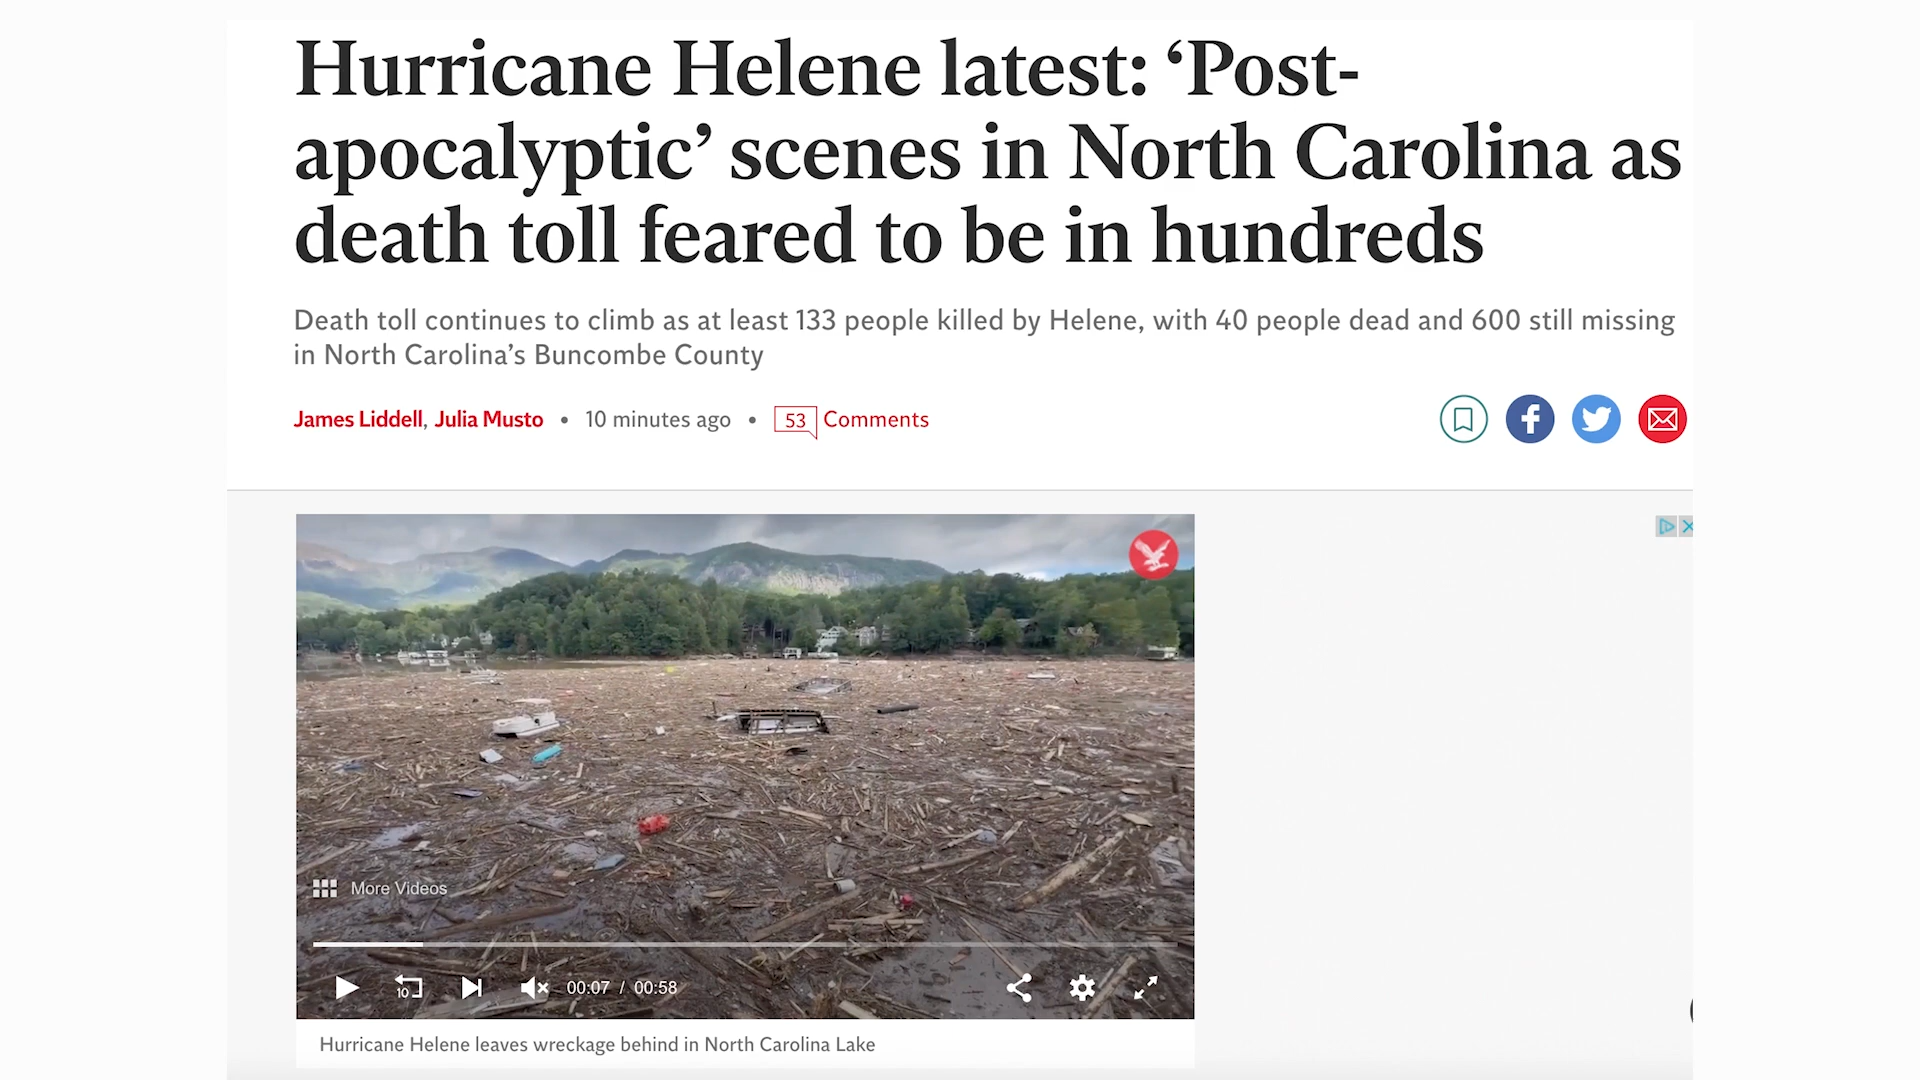 Hurricane Helene latest: ‘Post-
apocalyptic’ scenes in North Carolina as
death toll feared to be in hundreds
Death toll continues to climb as at least 133 people killed by Helene, with 40 people dead and 600 still missing
in North Carolina’s Buncombe County
James Liddell, Julia Musto • 10 minutes ago • 53 Comments
More Videos
10 00:07 / 00:58
Hurricane Helene leaves wreckage behind in North Carolina Lake